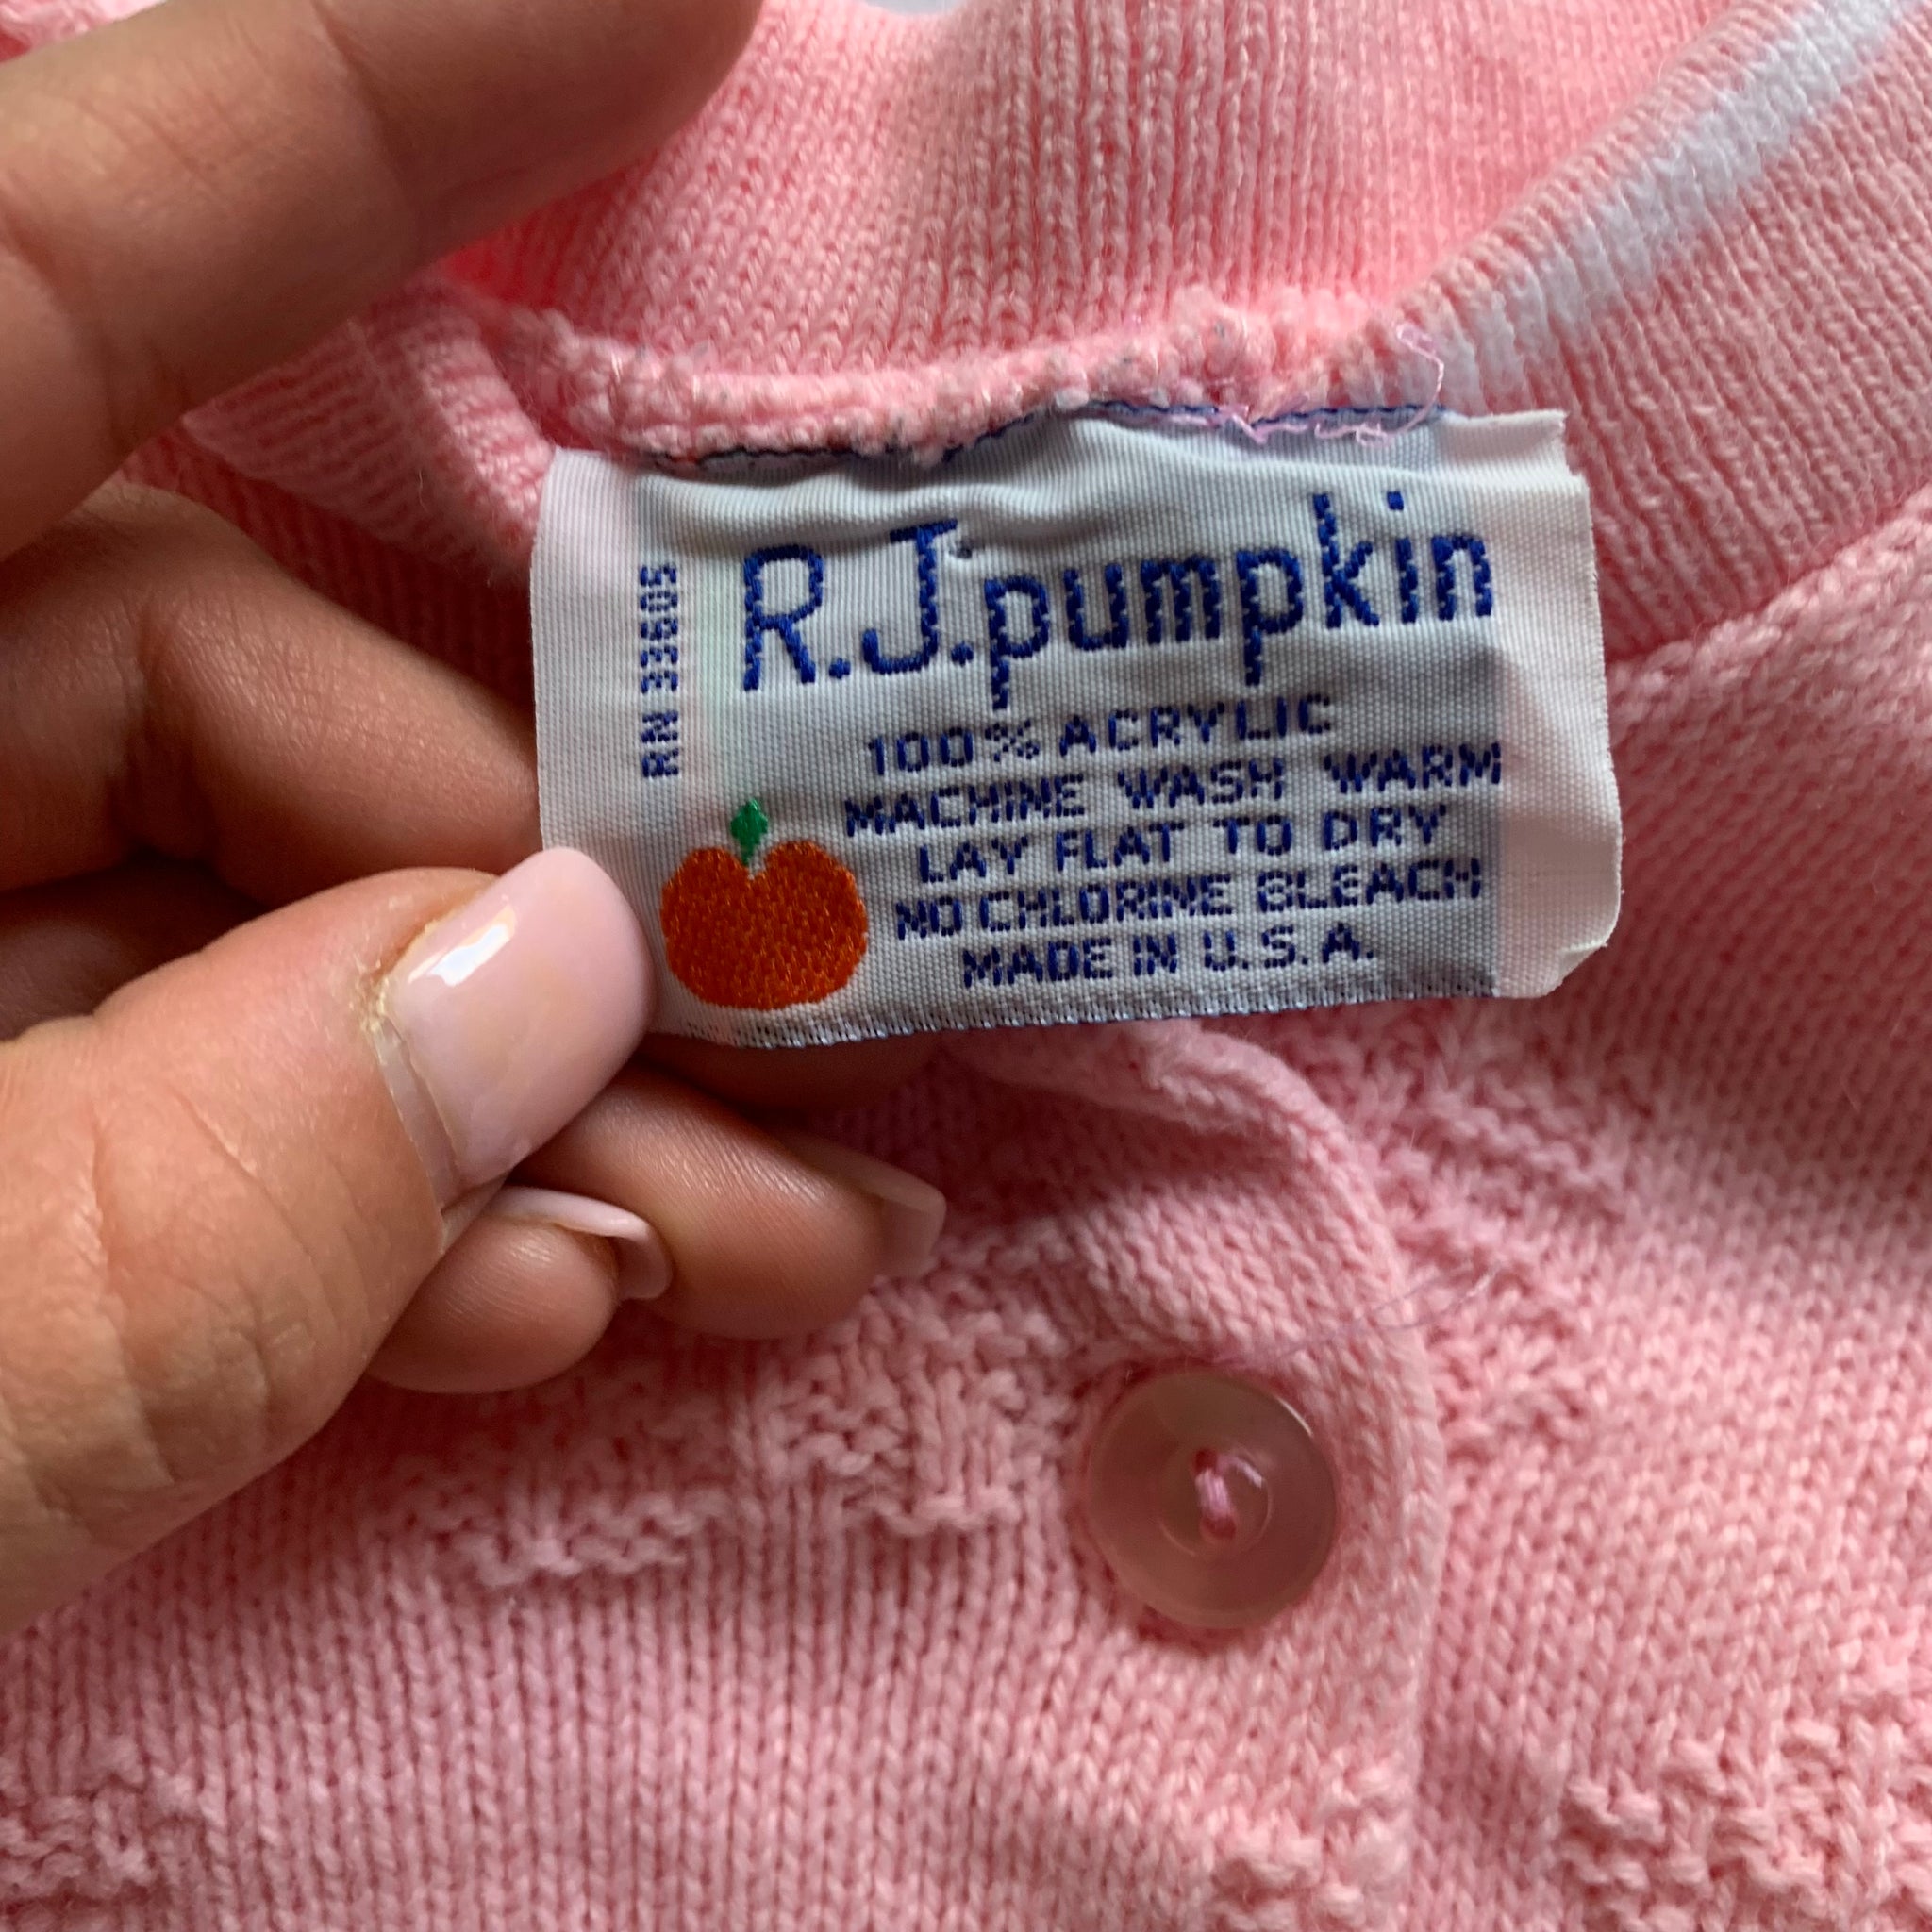 RN 33605
R.J.pumpkin
100% ACRYLIC
MACHINE WASH WARM
LAY FLAT TO DRY
NO CHLORINE BLEACH
MADE IN U.S.A.